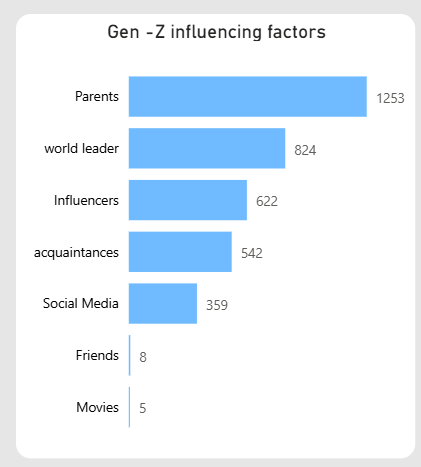 Gen -Z influencing factors
Parents 1253
world leader 824
Influencers 622
acquaintances 542
Social Media 359
Friends 8
Movies 5